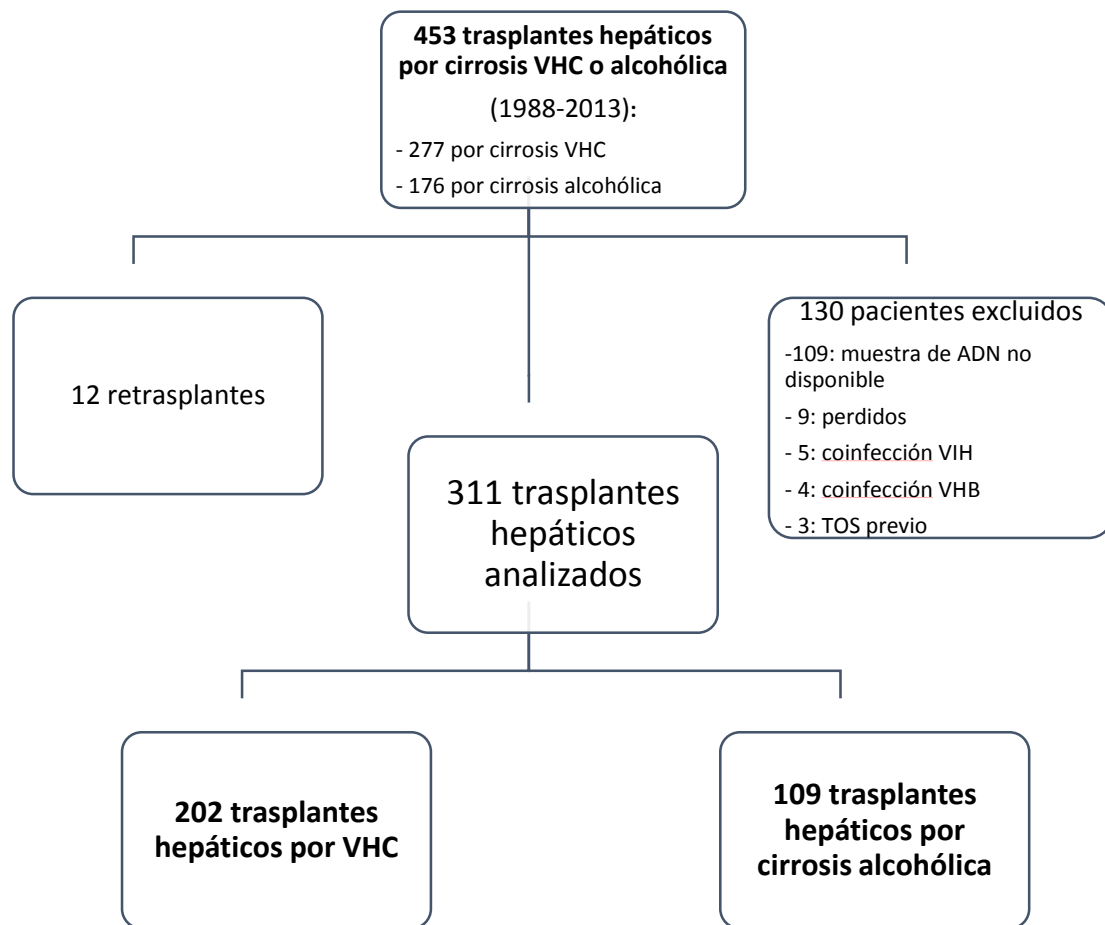 453 trasplantes hepáticos
por cirrosis VHC o alcohólica
(1988-2013):
- 277 por cirrosis VHC
- 176 por cirrosis alcohólica
12 retrasplantes
130 pacientes excluidos
-109: muestra de ADN no
disponible
- 9: perdidos
- 5: coinfección VIH
- 4: coinfección VHB
- 3: TOS previo
311 trasplantes
hepáticos
analizados
202 trasplantes
hepáticos por VHC
109 trasplantes
hepáticos por
cirrosis alcohólica